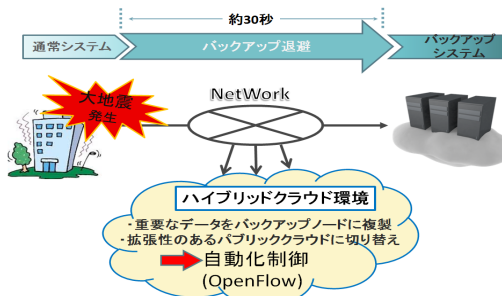 約30秒
通常システム
バックアップ退避
バックアップ
システム
大地震
発生
NetWork
ハイブリッドクラウド環境
・重要なデータをバックアップノードに複製
・拡張性のあるパブリッククラウドに切り替え
自動化制御
(OpenFlow)